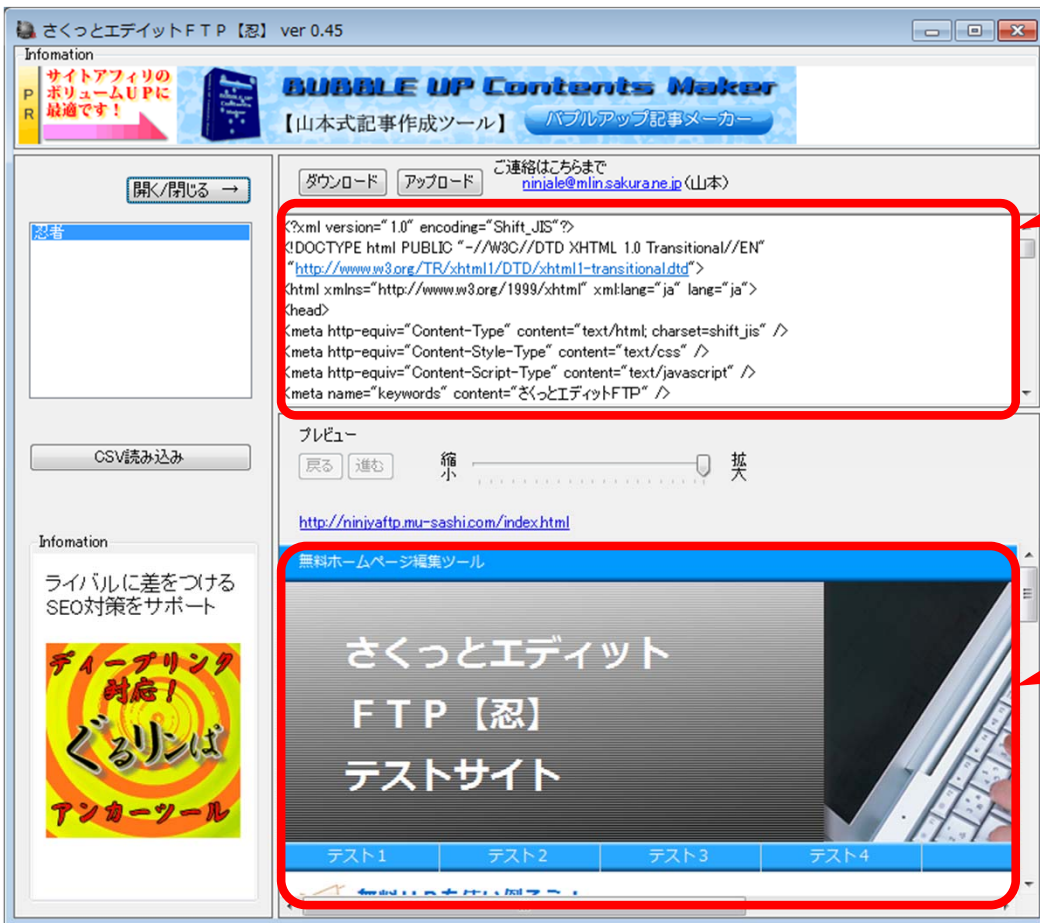 さくっとエデイットＦＴＰ【忍】 ver 0.45
Infomation
PR
サイトアフィリの
ボリュームUPに
最適です！
BUBBLE UP Contents Maker
【山本式記事作成ツール】 バブルアップ記事メーカー
開く/閉じる →
忍者
CSV読み込み
Infomation
ライバルに差をつける
SEO対策をサポート
ディープリンク
対応！
ぐるりんぱ
アンカーツール
ダウンロード アップロード
ご連絡はこちらまで
ninjale@mlin.sakura.ne.jp(山本)
<?xml version="1.0" encoding="Shift_JIS"?>
<!DOCTYPE html PUBLIC "-//W3C//DTD XHTML 1.0 Transitional//EN"
"http://www.w3.org/TR/xhtml1/DTD/xhtml1-transitional.dtd">
<html xmlns="http://www.w3.org/1999/xhtml" xml:lang="ja" lang="ja">
<head>
<meta http-equiv="Content-Type" content="text/html; charset=shift_jis" />
<meta http-equiv="Content-Style-Type" content="text/css" />
<meta http-equiv="Content-Script-Type" content="text/javascript" />
<meta name="keywords" content="さくっとエディットFTP" />
プレビュー
戻る 進む 縮小 拡大
http://ninjyaftp.mu-sashi.com/index.html
無料ホームページ編集ツール
さくっとエディット
ＦＴＰ【忍】
テストサイト
テスト1 テスト2 テスト3 テスト4